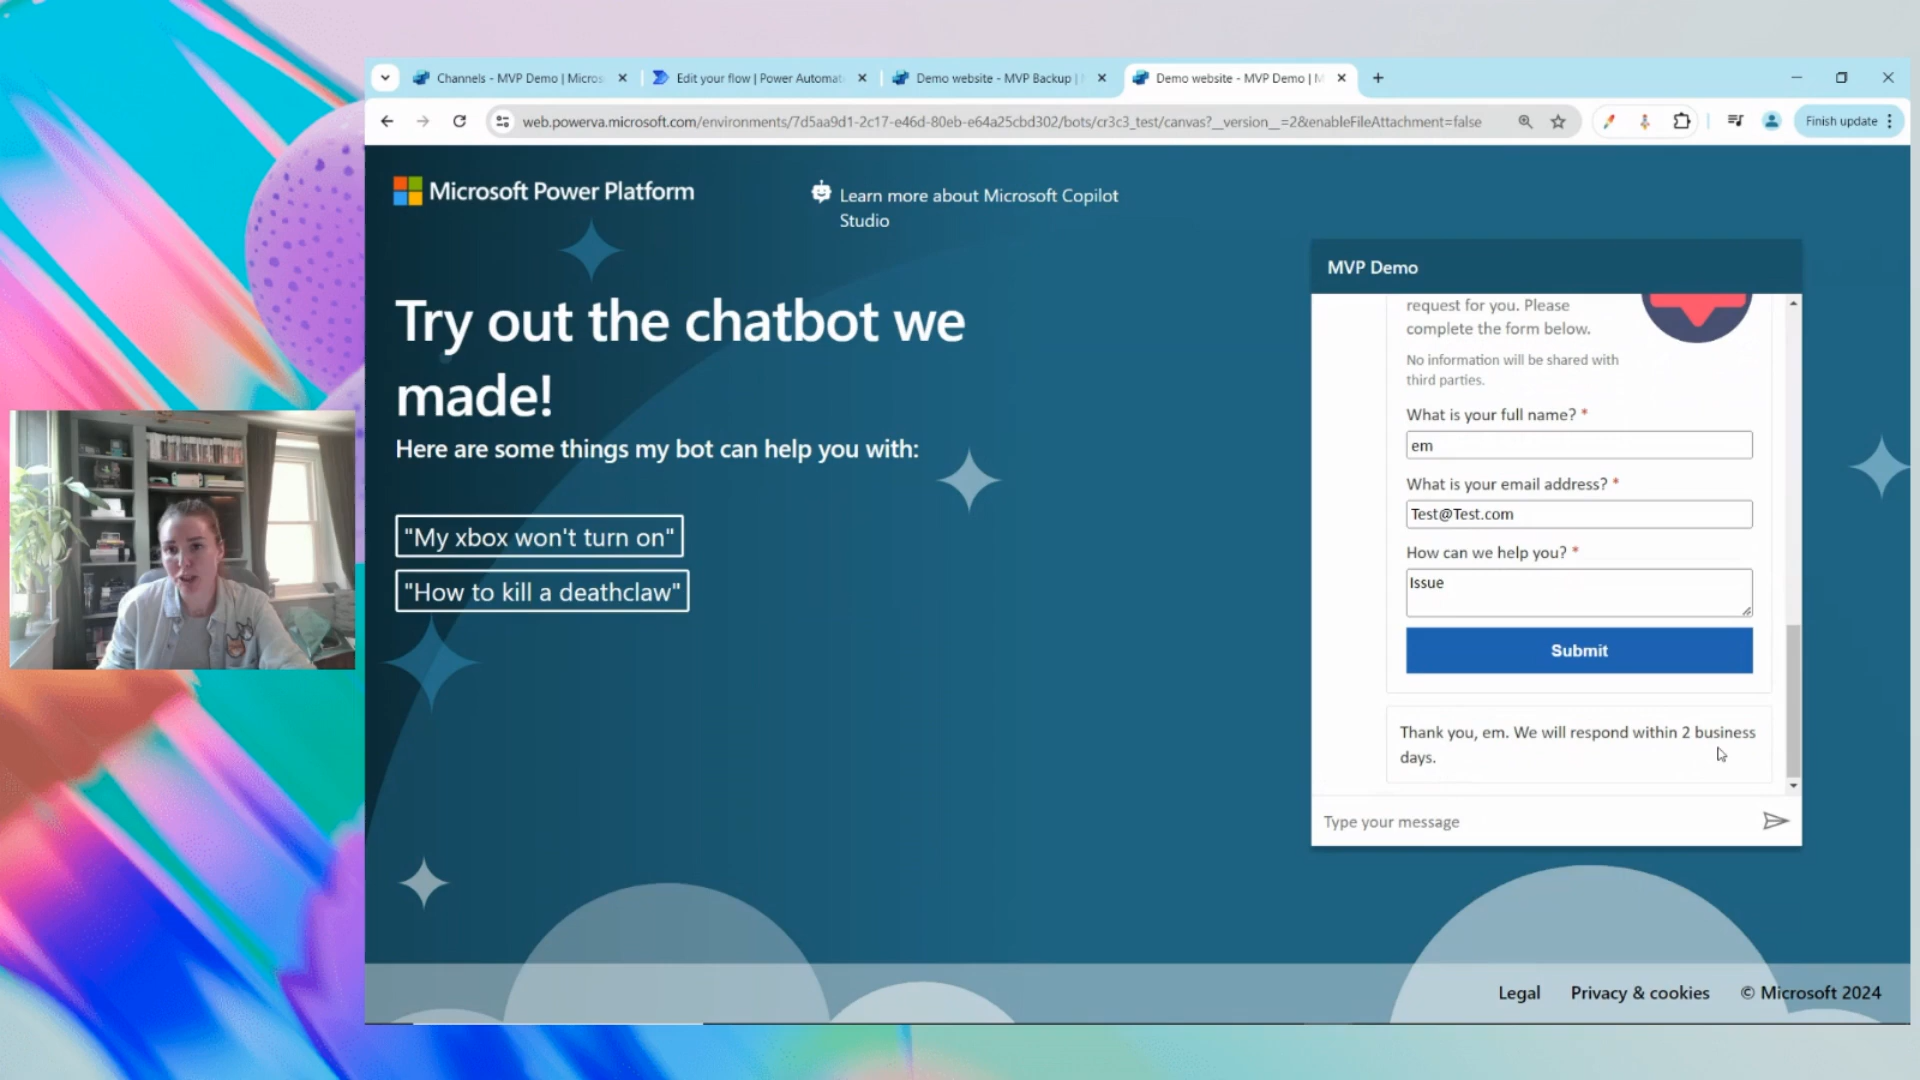 Channels - MVP Demo | Micros
Edit your flow | Power Automat
Demo website - MVP Backup |
Demo website - MVP Demo | M
web.powerva.microsoft.com/environments/7d5aa9d1-2c17-e46d-80eb-e64a25cbd302/bots/cr3c3_test/canvas?__version__=2&enableFileAttachment=false
Finish update
Microsoft Power Platform
Learn more about Microsoft Copilot
Studio
Try out the chatbot we
made!
Here are some things my bot can help you with:
"My xbox won't turn on"
"How to kill a deathclaw"
MVP Demo
request for you. Please
complete the form below.
No information will be shared with
third parties.
What is your full name? *
em
What is your email address? *
Test@Test.com
How can we help you? *
Issue
Submit
Thank you, em. We will respond within 2 business
days.
Type your message
Legal
Privacy & cookies
© Microsoft 2024